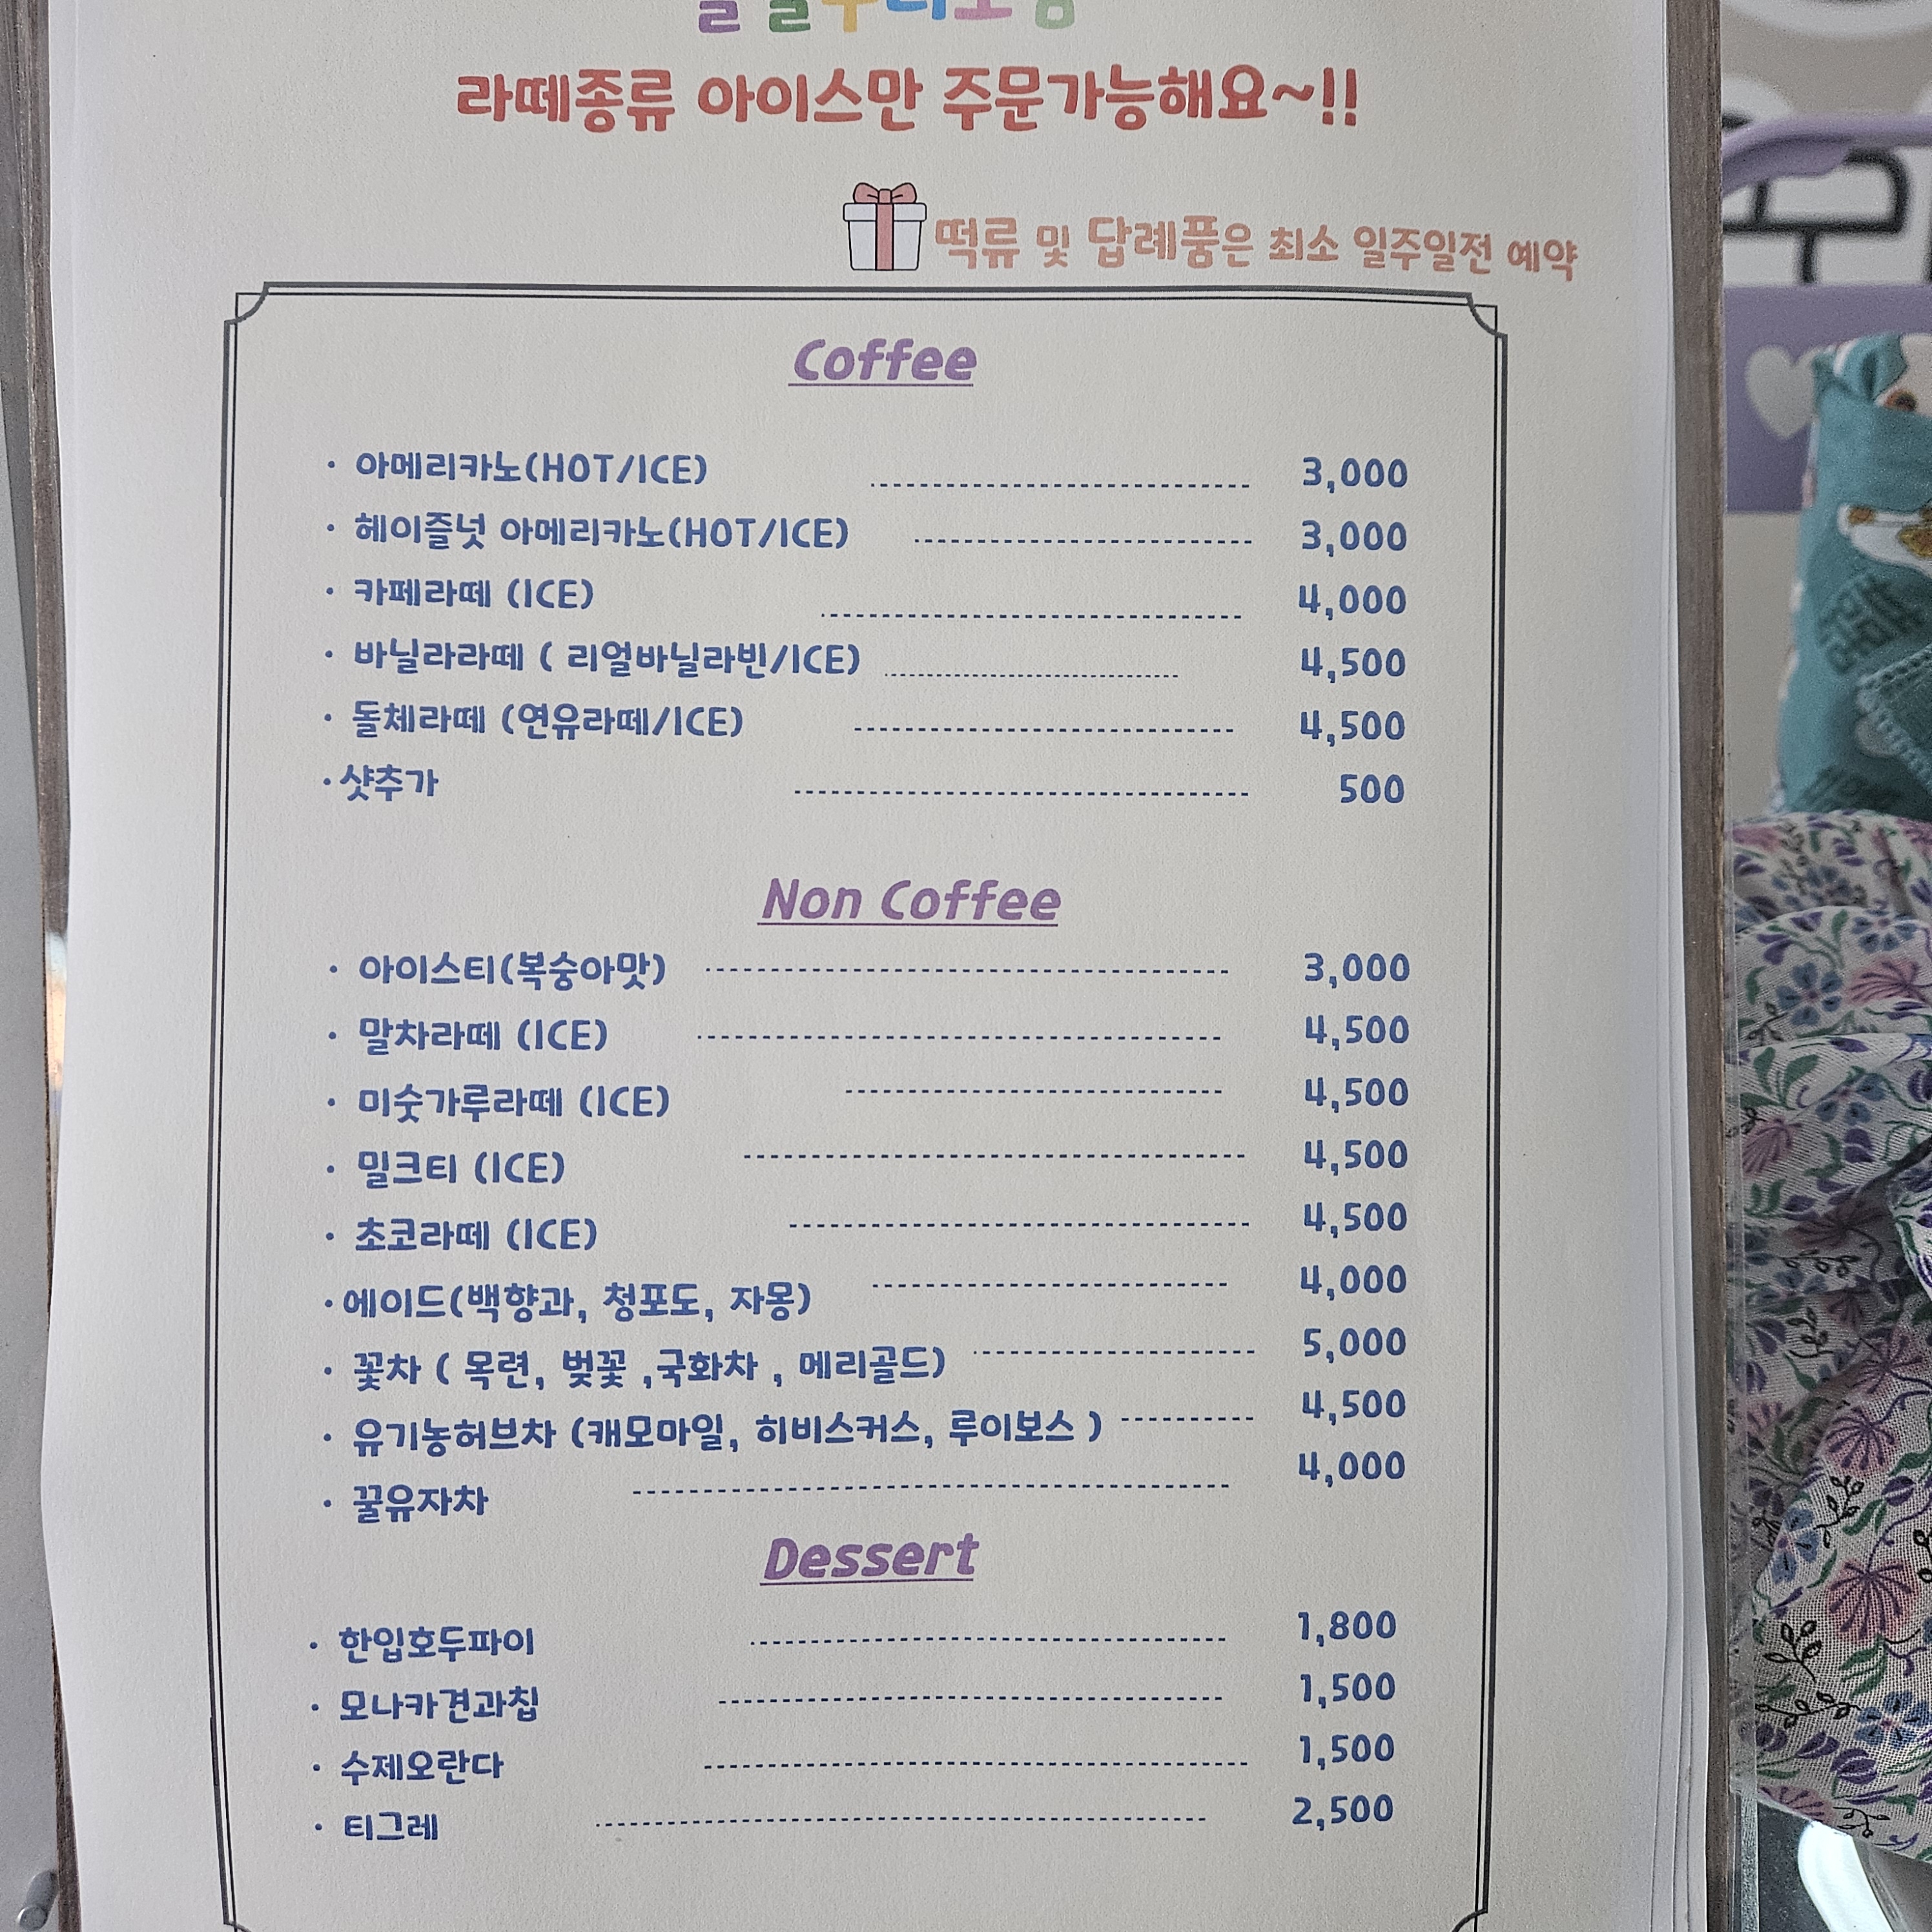 라떼종류 아이스만 주문가능해요~!!
떡류 및 답례품은 최소 일주일전 예약
Coffee
· 아메리카노(HOT/ICE) 3,000
· 헤이즐넛 아메리카노(HOT/ICE) 3,000
· 카페라떼 (ICE) 4,000
· 바닐라라떼 ( 리얼바닐라빈/ICE) 4,500
· 돌체라떼 (연유라떼/ICE) 4,500
·샷추가 500
Non Coffee
· 아이스티(복숭아맛) 3,000
· 말차라떼 (ICE) 4,500
· 미숫가루라떼 (ICE) 4,500
· 밀크티 (ICE) 4,500
· 초코라떼 (ICE) 4,500
·에이드(백향과, 청포도, 자몽) 4,000
· 꽃차 ( 목련, 벚꽃 ,국화차 , 메리골드) 5,000
· 유기농허브차 (캐모마일, 히비스커스, 루이보스 ) 4,500
· 꿀유자차 4,000
Dessert
· 한입호두파이 1,800
· 모나카견과칩 1,500
· 수제오란다 1,500
· 티그레 2,500